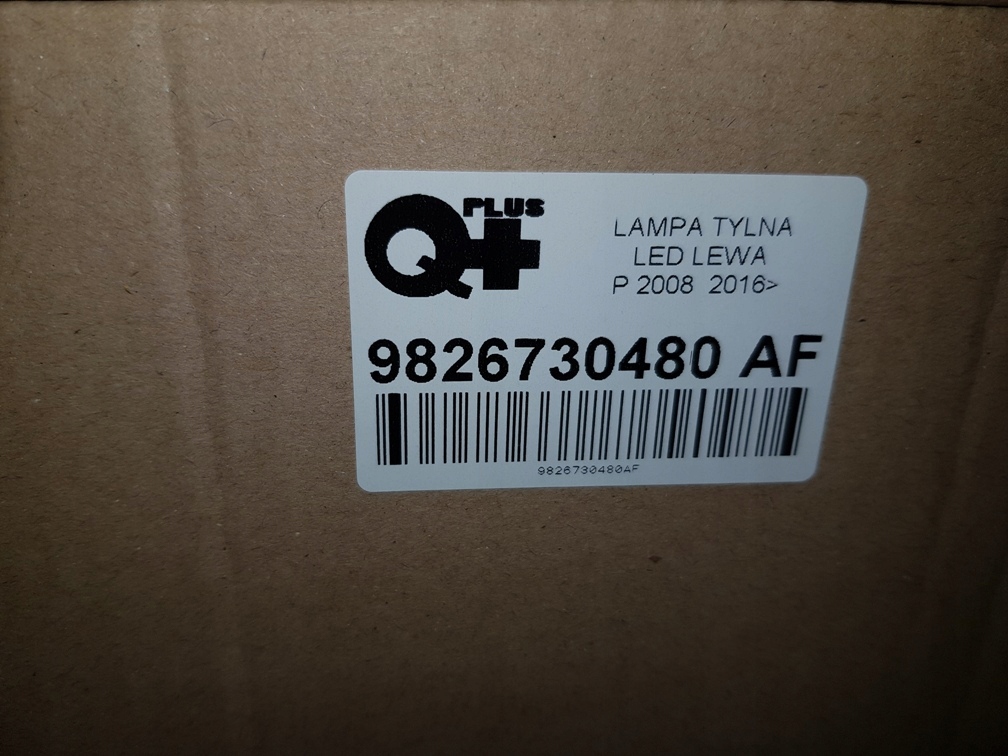 Q+ PLUS
LAMPA TYLNA
LED LEWA
P 2008 2016>
9826730480 AF
9826730480AF